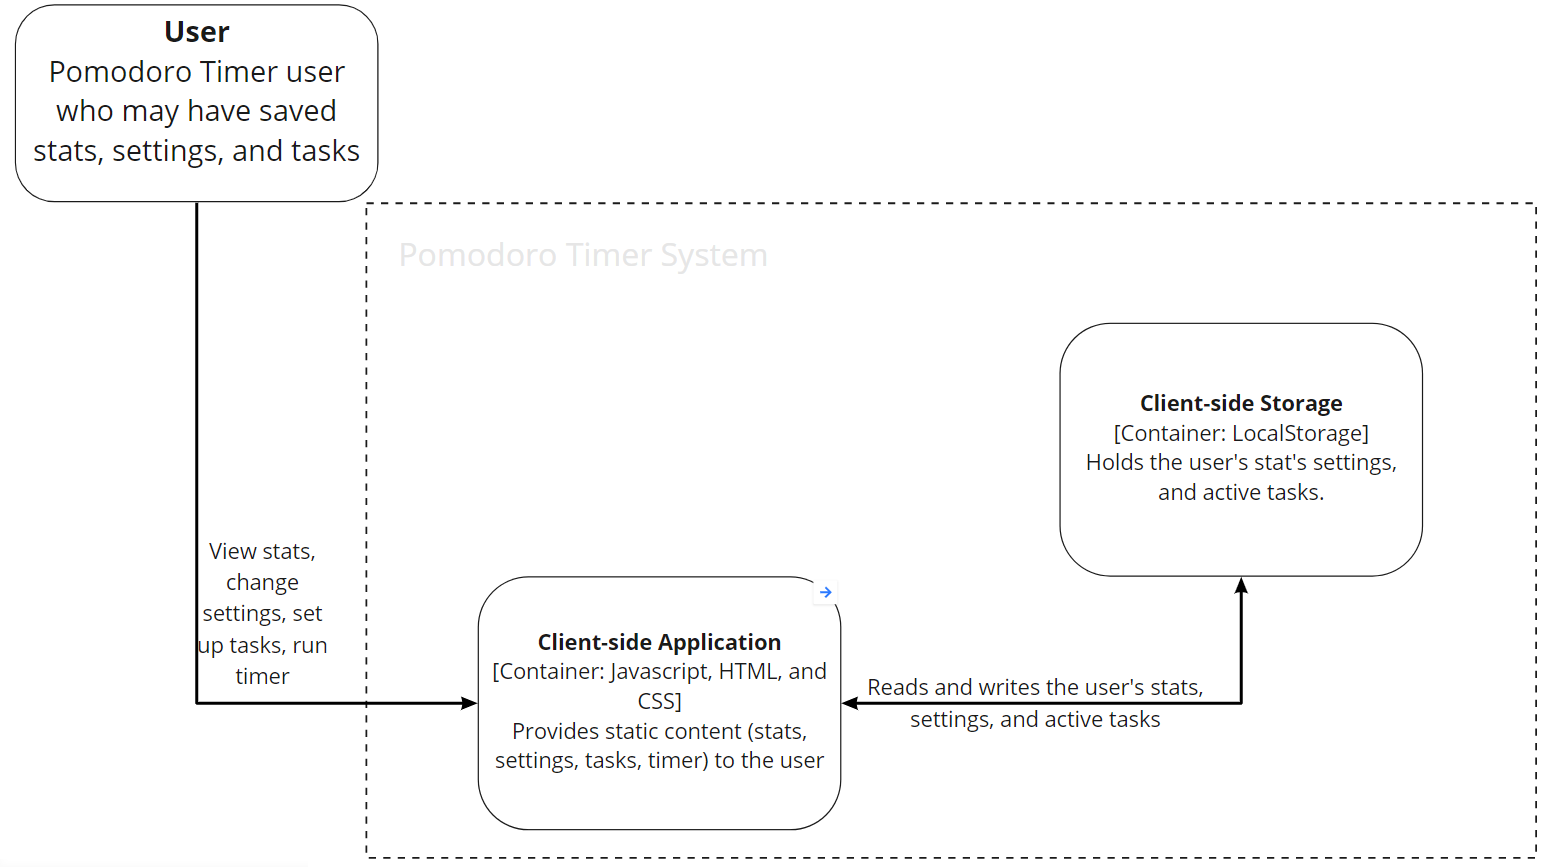 User
Pomodoro Timer user
who may have saved
stats, settings, and tasks
Pomodoro Timer System
Client-side Storage
[Container: LocalStorage]
Holds the user's stat's settings,
and active tasks.
View stats,
change
settings, set
up tasks, run
timer
Client-side Application
[Container: Javascript, HTML, and
CSS]
Provides static content (stats,
settings, tasks, timer) to the user
Reads and writes the user's stats,
settings, and active tasks